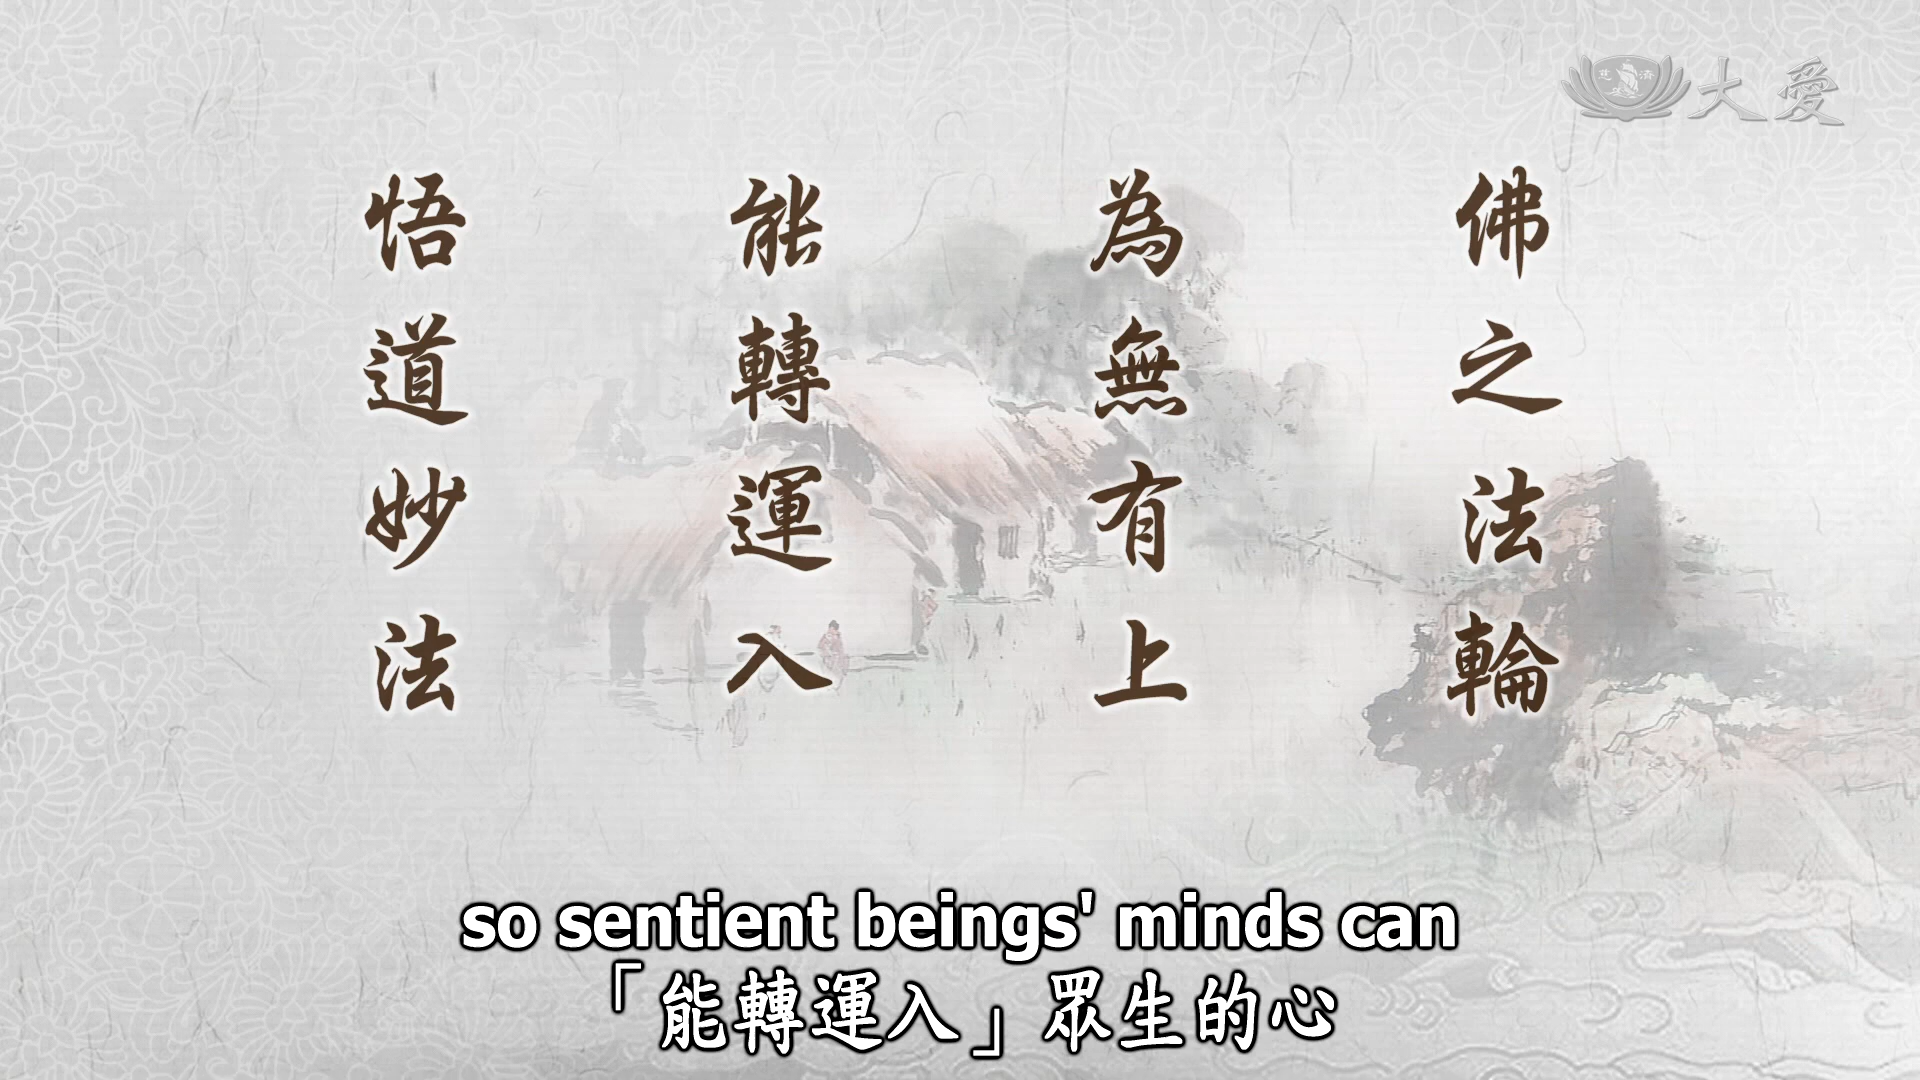 大愛
佛之法輪
為無有上
能轉運入
悟道妙法
so sentient beings' minds can
「能轉運入」眾生的心